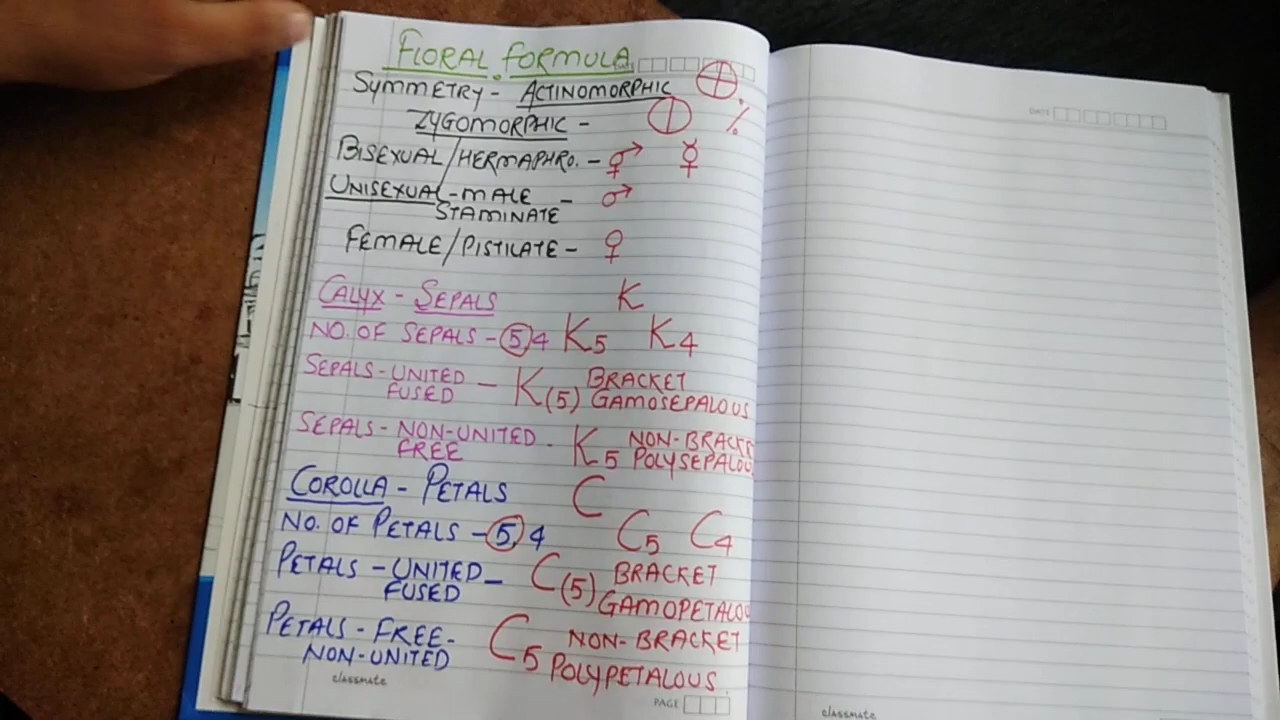 FLORAL FORMULA
SYMMETRY - ACTINOMORPHIC ⊕
ZYGOMORPHIC - ⦶ %
BISEXUAL/HERMAPHRO. - ⚥ ☿
UNISEXUAL - MALE - ♂
STAMINATE
FEMALE/PISTILATE - ♀
CALYX - SEPALS K
NO. OF SEPALS - 5,4 K5 K4
SEPALS - UNITED - K(5) BRACKET
FUSED GAMOSEPALOUS
SEPALS - NON-UNITED - K5 NON-BRACKE
FREE POLYSEPALOU
COROLLA - PETALS C
NO. OF PETALS - 5,4 C5 C4
PETALS - UNITED - C(5) BRACKET
FUSED GAMOPETALOU
PETALS - FREE - C5 NON-BRACKET
NON-UNITED POLYPETALOUS
classmate
PAGE
DATE
classmate